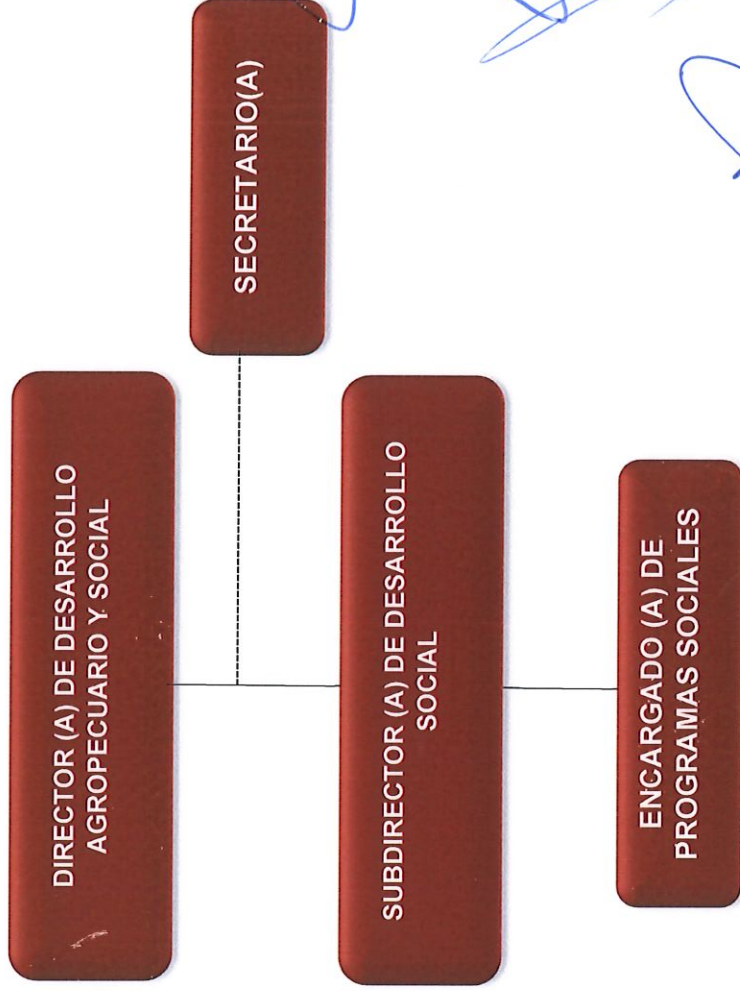 DIRECTOR (A) DE DESARROLLO
AGROPECUARIO Y SOCIAL
SECRETARIO(A)
SUBDIRECTOR (A) DE DESARROLLO
SOCIAL
ENCARGADO (A) DE
PROGRAMAS SOCIALES